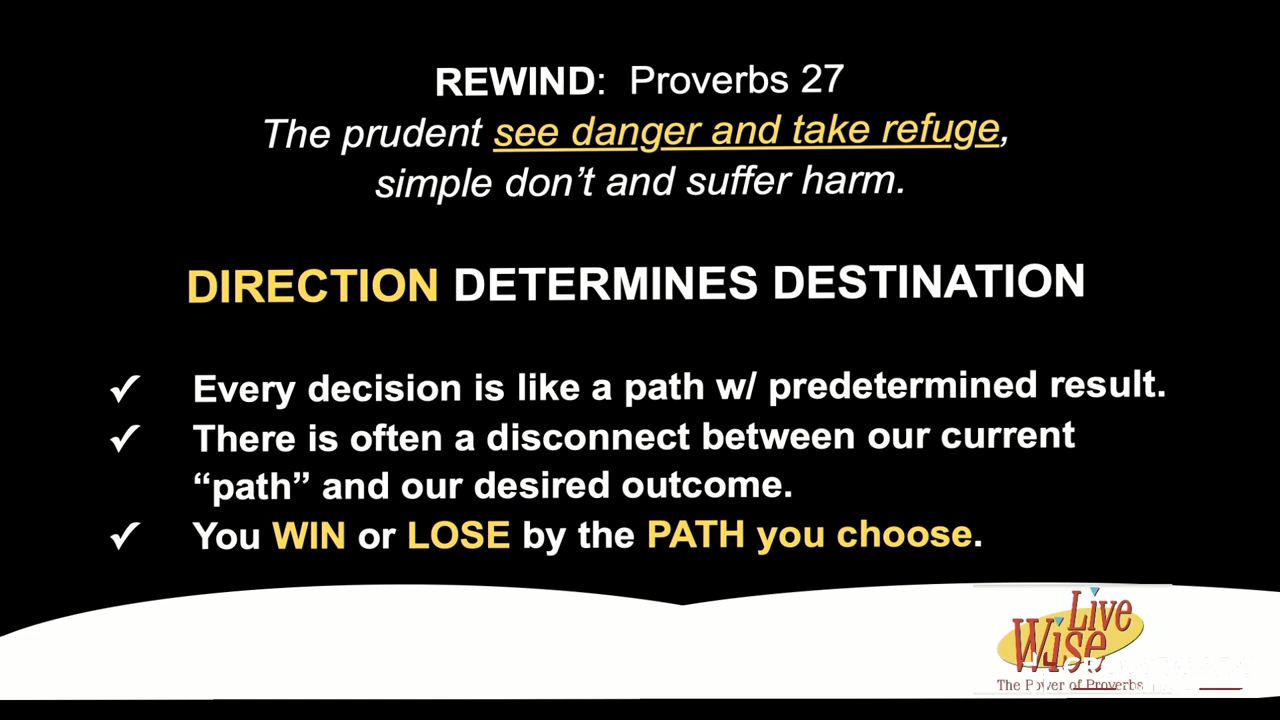 REWIND: Proverbs 27
The prudent see danger and take refuge,
simple don’t and suffer harm.
DIRECTION DETERMINES DESTINATION
✓ Every decision is like a path w/ predetermined result.
✓ There is often a disconnect between our current
“path” and our desired outcome.
✓ You WIN or LOSE by the PATH you choose.
Live
Wise
The Power of Proverbs